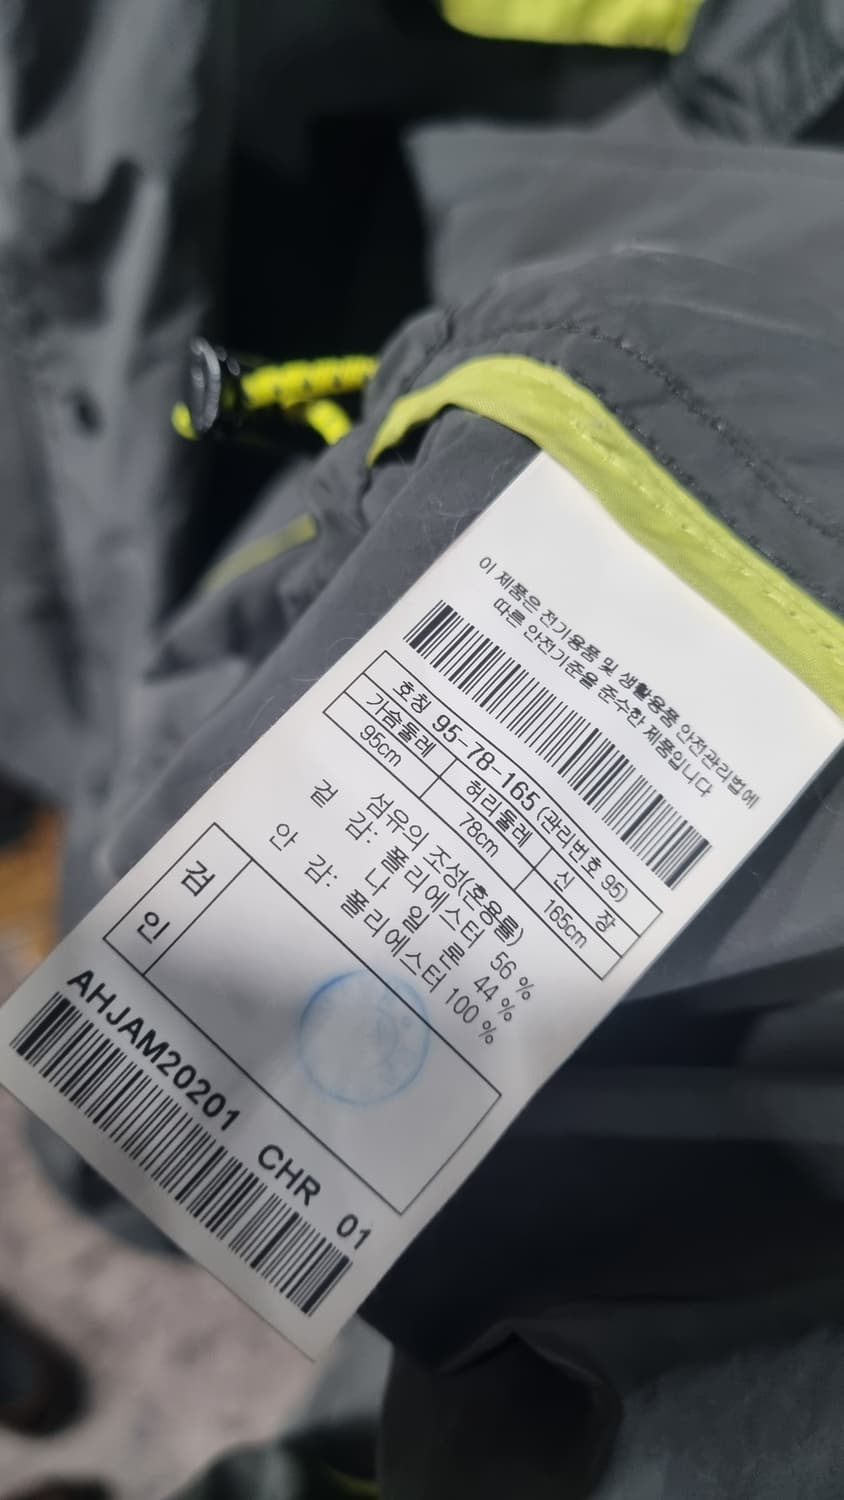 이 제품은 전기용품 및 생활용품 안전관리법에
따른 안전기준을 준수한 제품입니다
호칭 95-78-165 (관리번호 95)
가슴둘레 허리둘레 신 장
95cm 78cm 165cm
섬유의 조성(혼용률)
겉 감: 폴리에스터 56 %
나 일 론 44 %
안 감: 폴리에스터 100 %
검
인
AHJAM20201 CHR 01